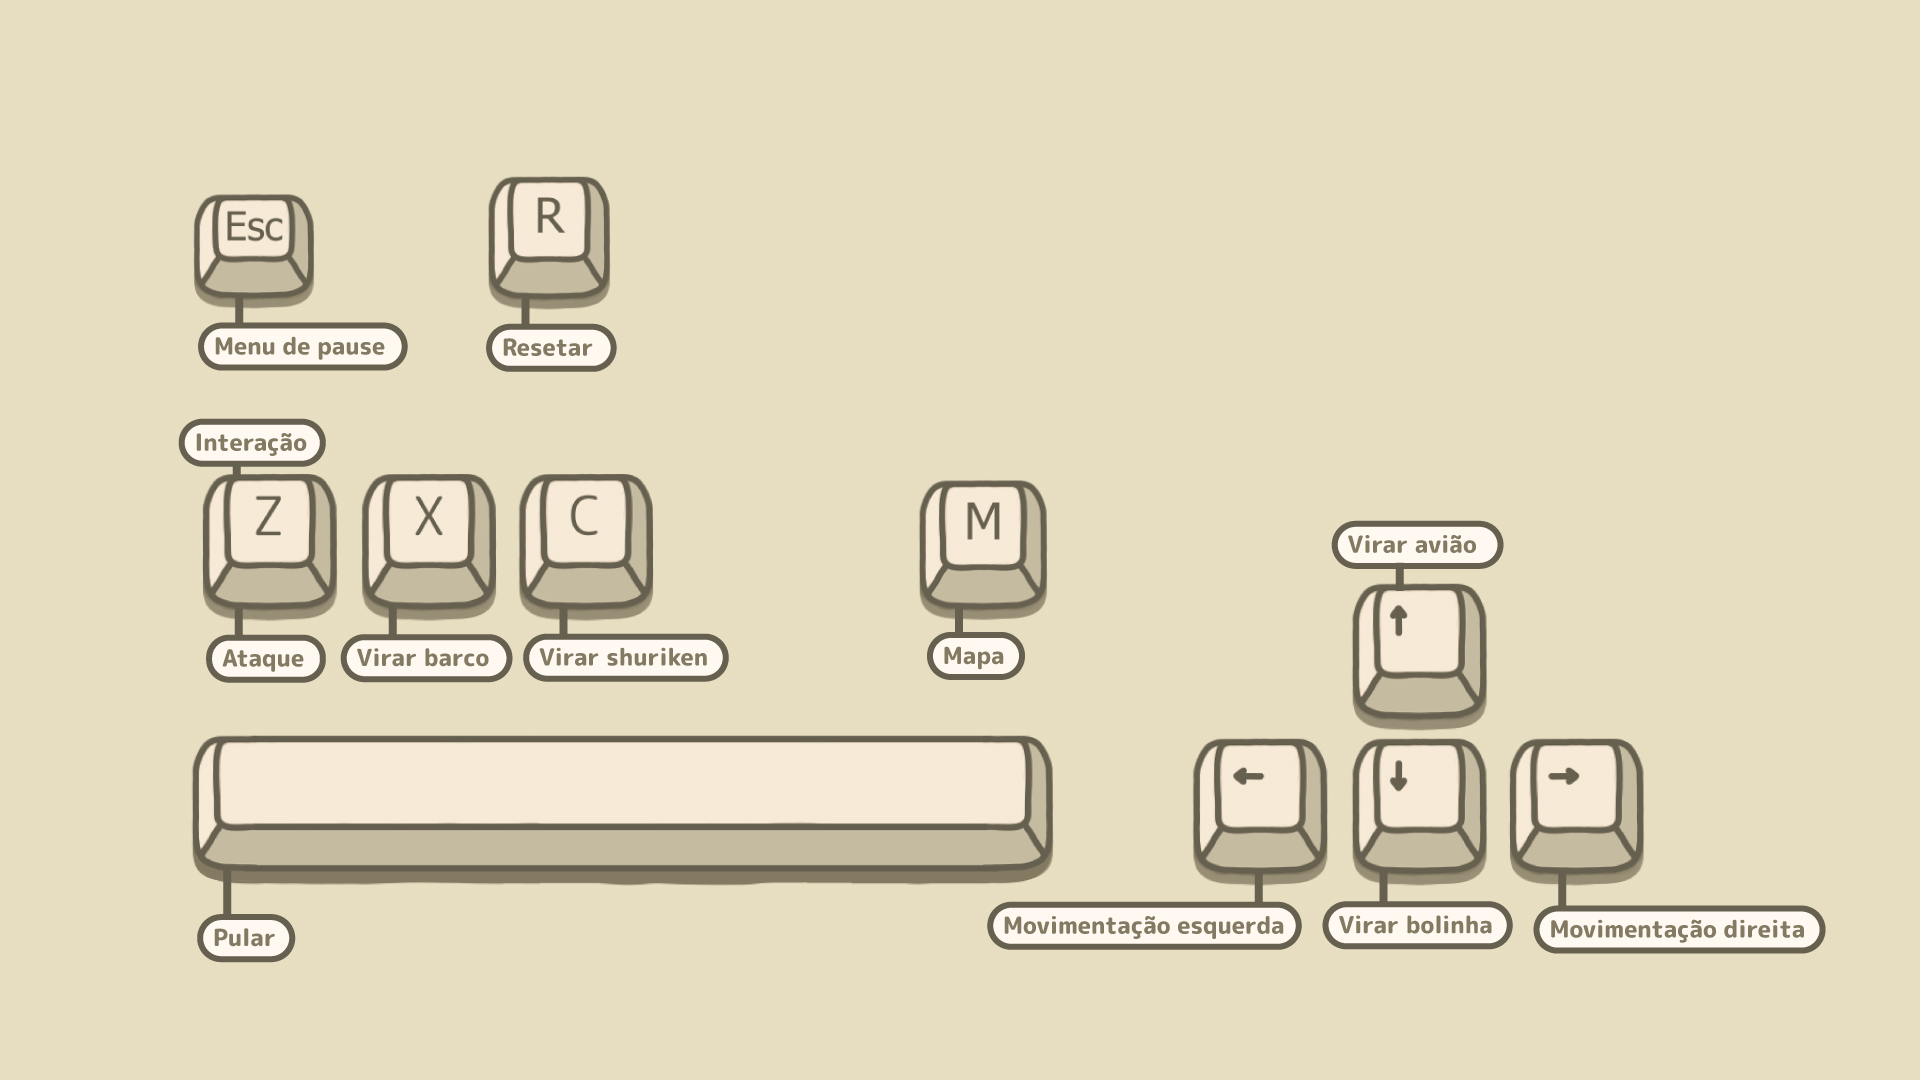 Esc
R
Menu de pause
Resetar
Interação
Z
X
C
M
Ataque
Virar barco
Virar shuriken
Mapa
Virar avião
↑
←
↓
→
Pular
Movimentação esquerda
Virar bolinha
Movimentação direita